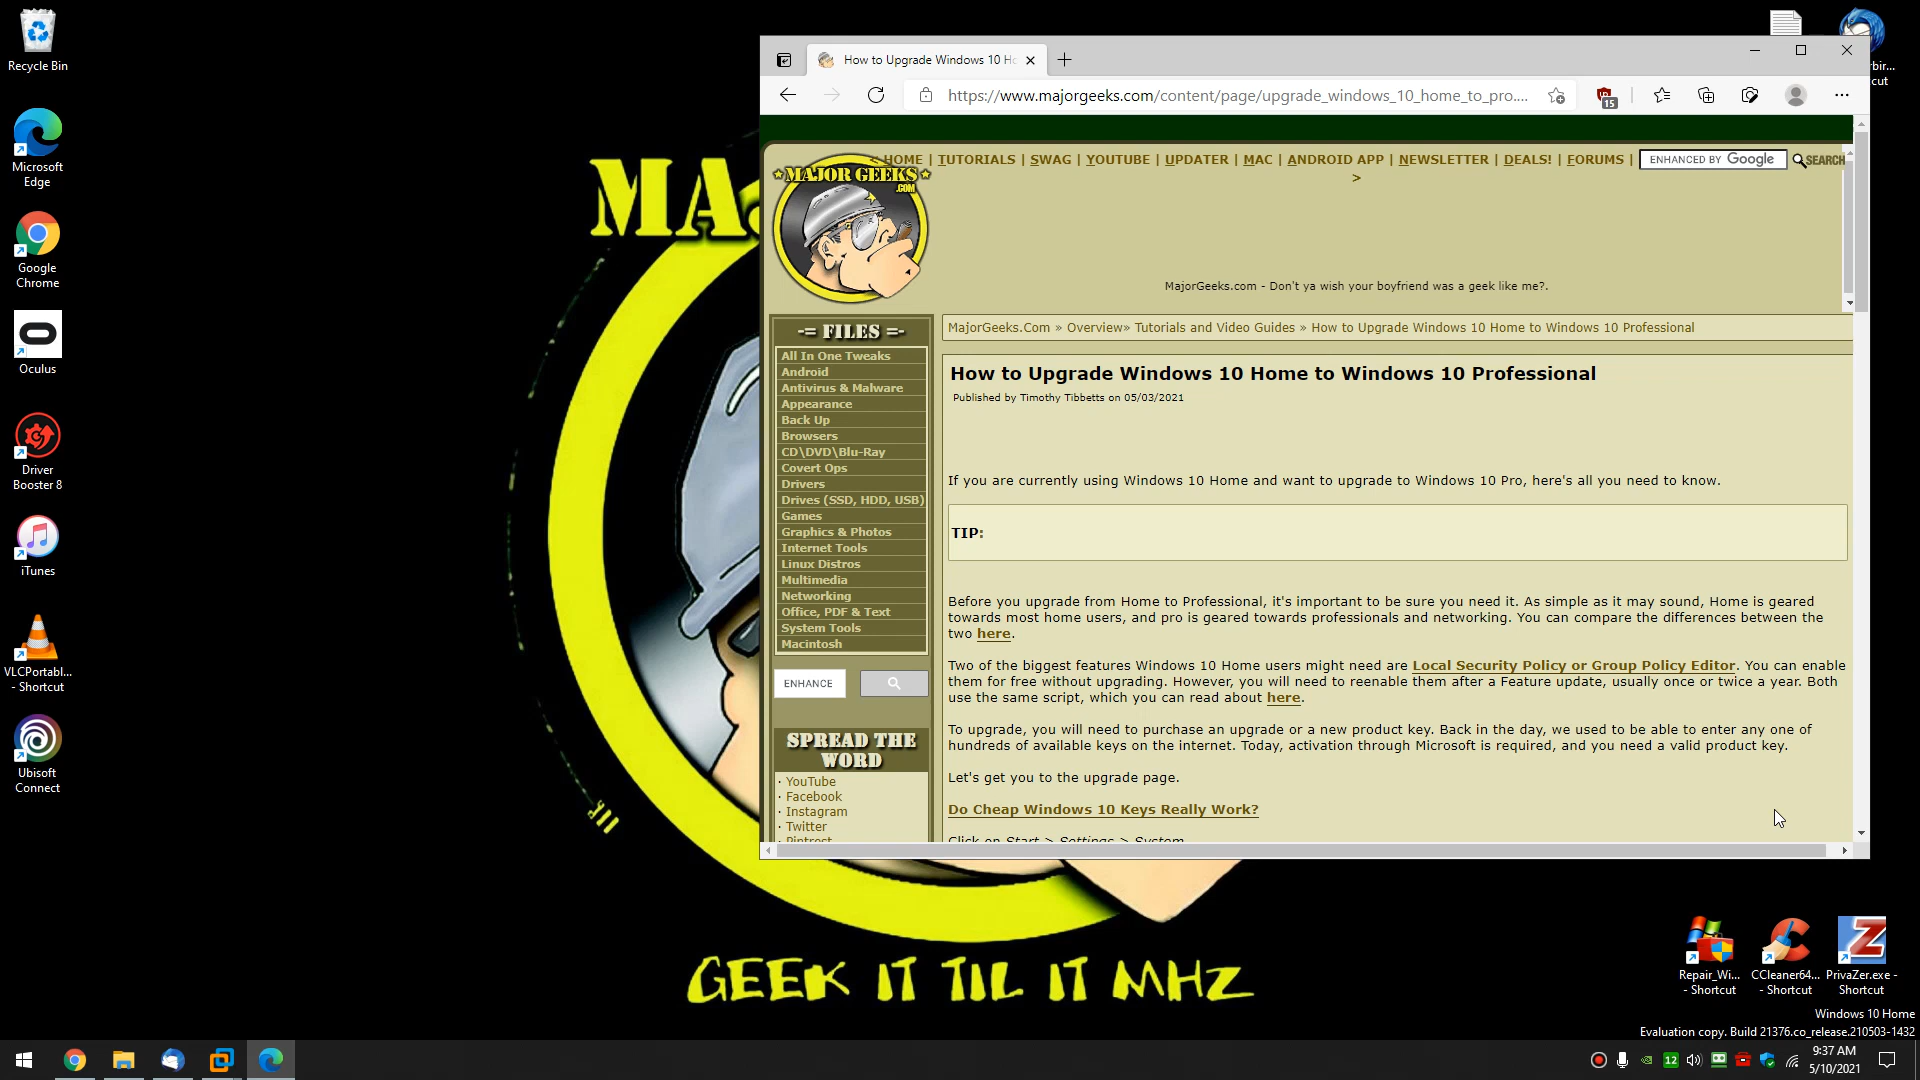 Recycle Bin
Microsoft
Edge
Google
Chrome
Oculus
Driver
Booster 8
iTunes
VLCPortabl...
- Shortcut
Ubisoft
Connect
MA
GEEK IT TIL IT MHZ
How to Upgrade Windows 10 Ho
https://www.majorgeeks.com/content/page/upgrade_windows_10_home_to_pro....
15
MAJOR GEEKS
.COM
< HOME | TUTORIALS | SWAG | YOUTUBE | UPDATER | MAC | ANDROID APP | NEWSLETTER | DEALS! | FORUMS |
>
ENHANCED BY Google
SEARCH
MajorGeeks.com - Don't ya wish your boyfriend was a geek like me?.
-= FILES =-
All In One Tweaks
Android
Antivirus & Malware
Appearance
Back Up
Browsers
CD\DVD\Blu-Ray
Covert Ops
Drivers
Drives (SSD, HDD, USB)
Games
Graphics & Photos
Internet Tools
Linux Distros
Multimedia
Networking
Office, PDF & Text
System Tools
Macintosh
ENHANCE
SPREAD THE
WORD
· YouTube
· Facebook
· Instagram
· Twitter
· Pintrest
MajorGeeks.Com » Overview» Tutorials and Video Guides » How to Upgrade Windows 10 Home to Windows 10 Professional
How to Upgrade Windows 10 Home to Windows 10 Professional
Published by Timothy Tibbetts on 05/03/2021
If you are currently using Windows 10 Home and want to upgrade to Windows 10 Pro, here's all you need to know.
TIP:
Before you upgrade from Home to Professional, it's important to be sure you need it. As simple as it may sound, Home is geared
towards most home users, and pro is geared towards professionals and networking. You can compare the differences between the
two here.
Two of the biggest features Windows 10 Home users might need are Local Security Policy or Group Policy Editor. You can enable
them for free without upgrading. However, you will need to reenable them after a Feature update, usually once or twice a year. Both
use the same script, which you can read about here.
To upgrade, you will need to purchase an upgrade or a new product key. Back in the day, we used to be able to enter any one of
hundreds of available keys on the internet. Today, activation through Microsoft is required, and you need a valid product key.
Let's get you to the upgrade page.
Do Cheap Windows 10 Keys Really Work?
Click on Start > Settings > System
rbir...
cut
Repair_Wi...
- Shortcut
CCleaner64...
- Shortcut
PrivaZer.exe -
Shortcut
Windows 10 Home
Evaluation copy. Build 21376.co_release.210503-1432
12
9:37 AM
5/10/2021